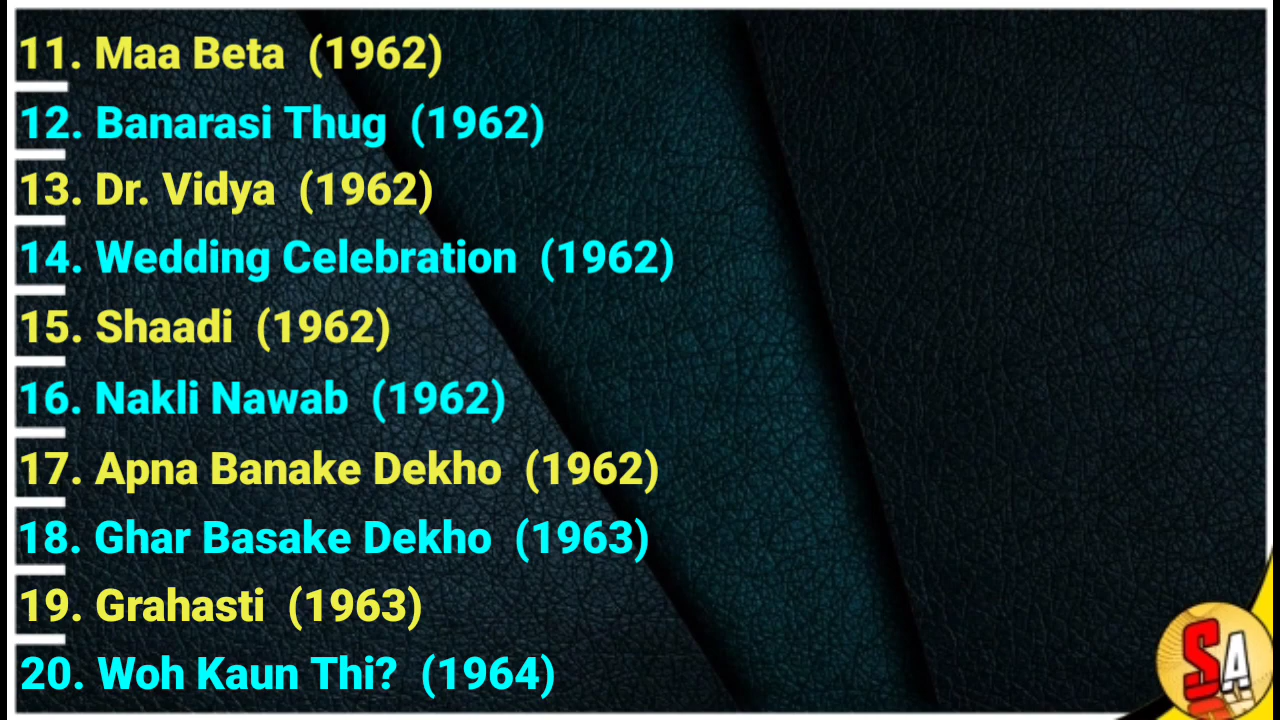 11. Maa Beta (1962)
12. Banarasi Thug (1962)
13. Dr. Vidya (1962)
14. Wedding Celebration (1962)
15. Shaadi (1962)
16. Nakli Nawab (1962)
17. Apna Banake Dekho (1962)
18. Ghar Basake Dekho (1963)
19. Grahasti (1963)
20. Woh Kaun Thi? (1964)
SA